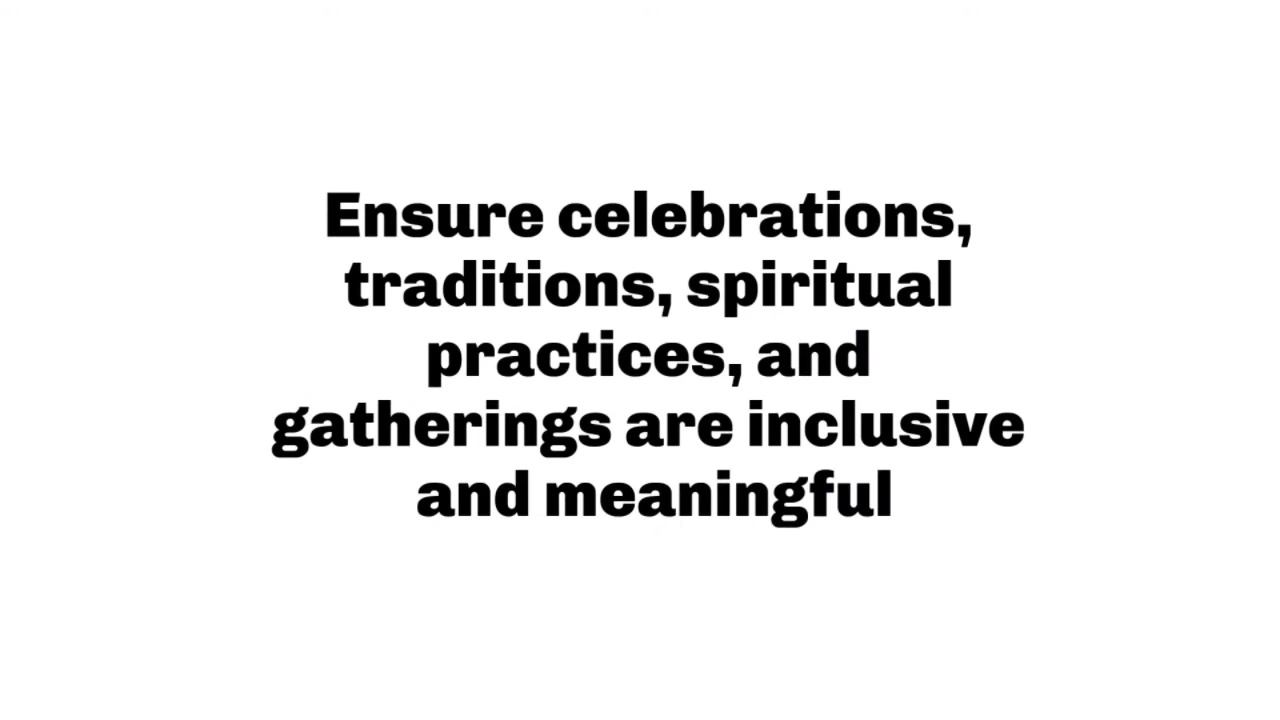 Ensure celebrations,
traditions, spiritual
practices, and
gatherings are inclusive
and meaningful